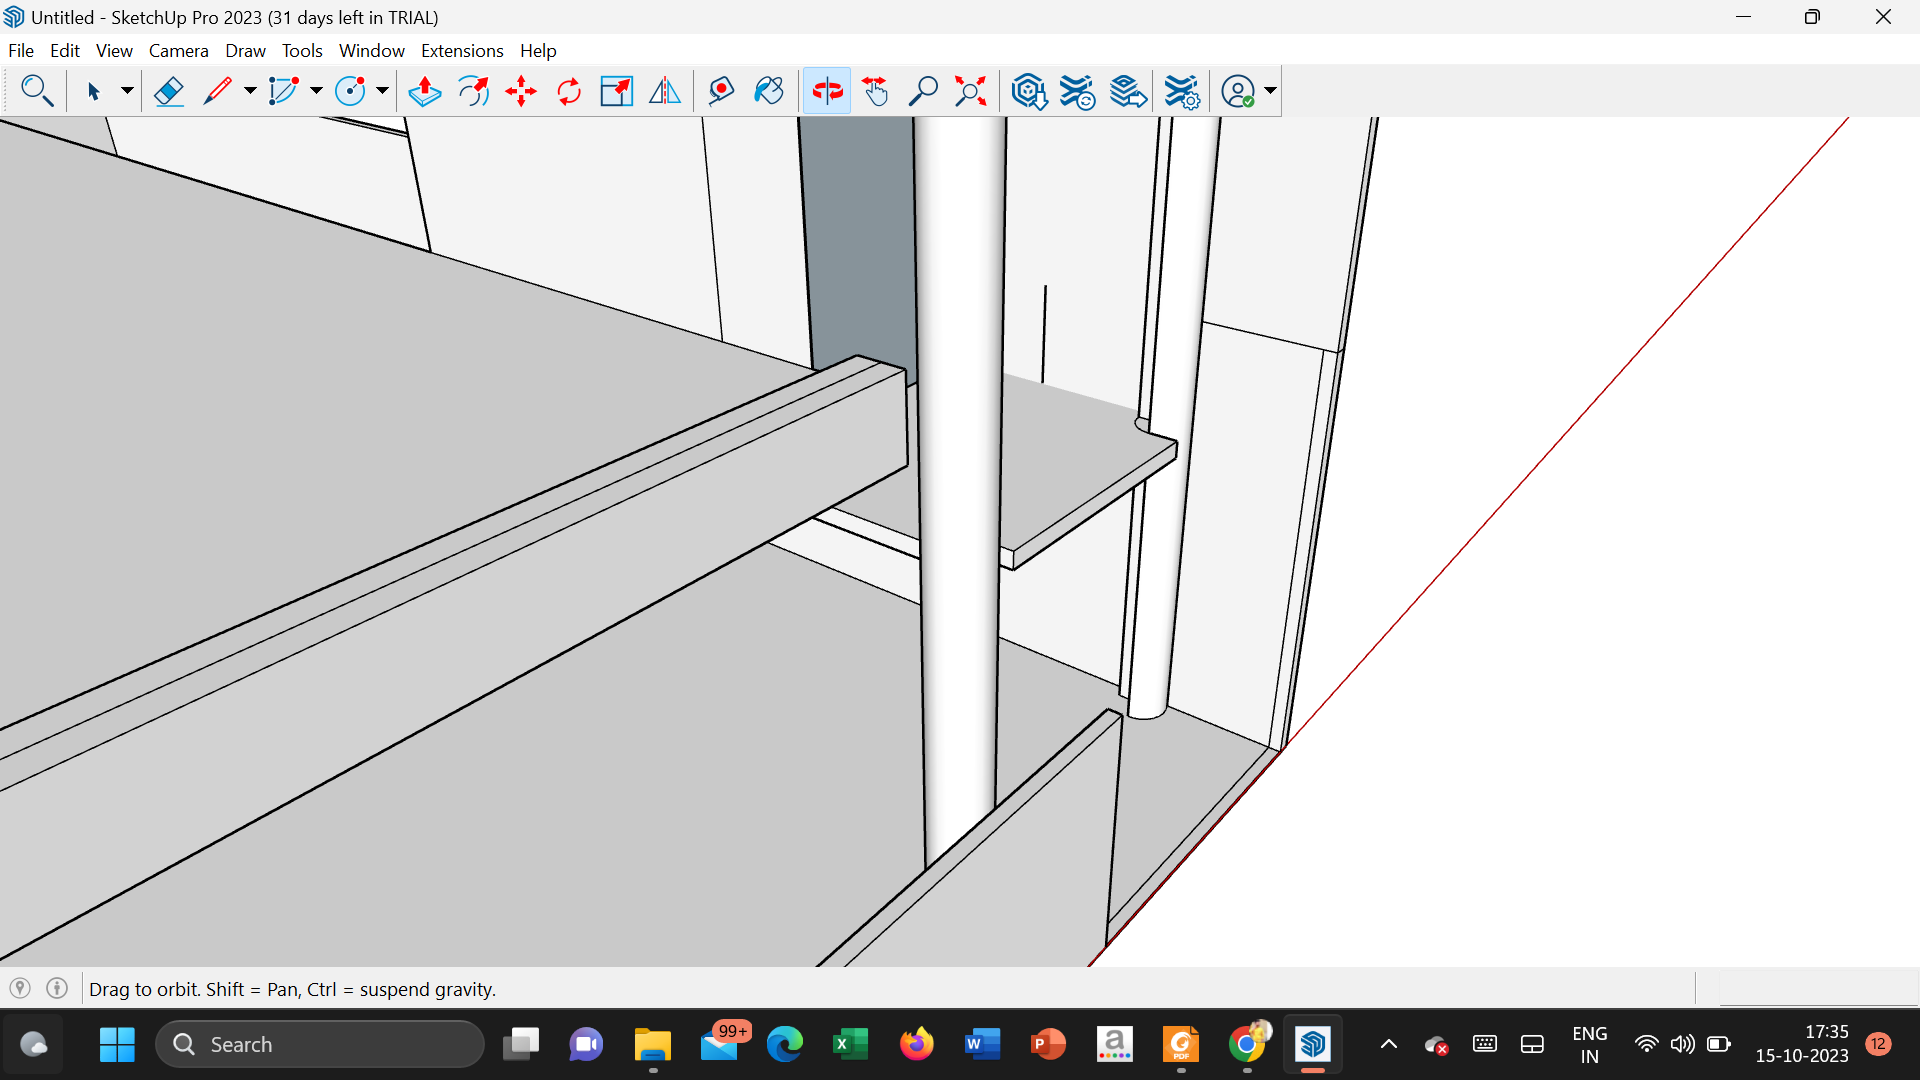 Untitled - SketchUp Pro 2023 (31 days left in TRIAL)
File Edit View Camera Draw Tools Window Extensions Help
Drag to orbit. Shift = Pan, Ctrl = suspend gravity.
Search
99+
X
W
P
a
PDF
ENG
IN
17:35
15-10-2023
12